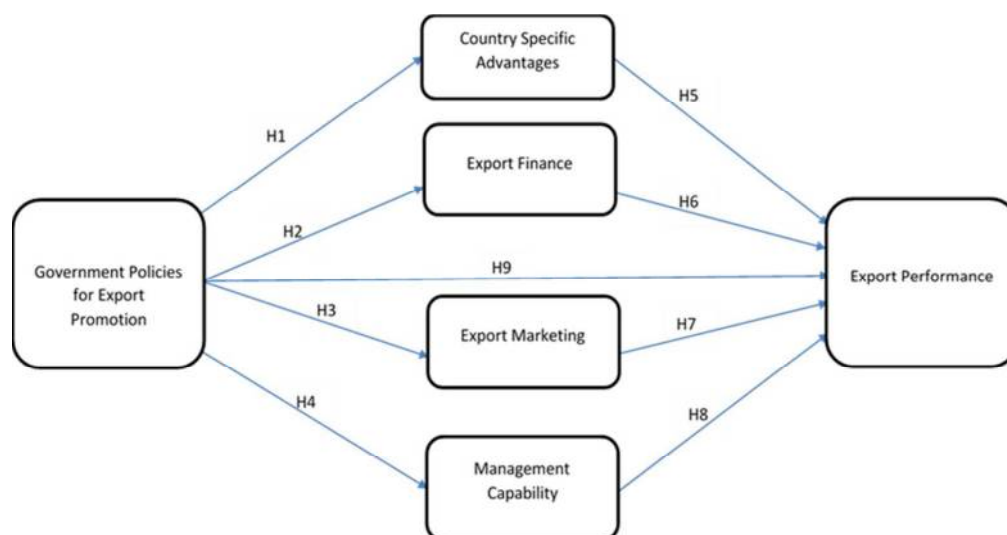 Country Specific
Advantages
H1
H5
Export Finance
H2
H6
Government Policies
for Export
Promotion
H9
Export Performance
H3
Export Marketing
H7
H4
H8
Management
Capability